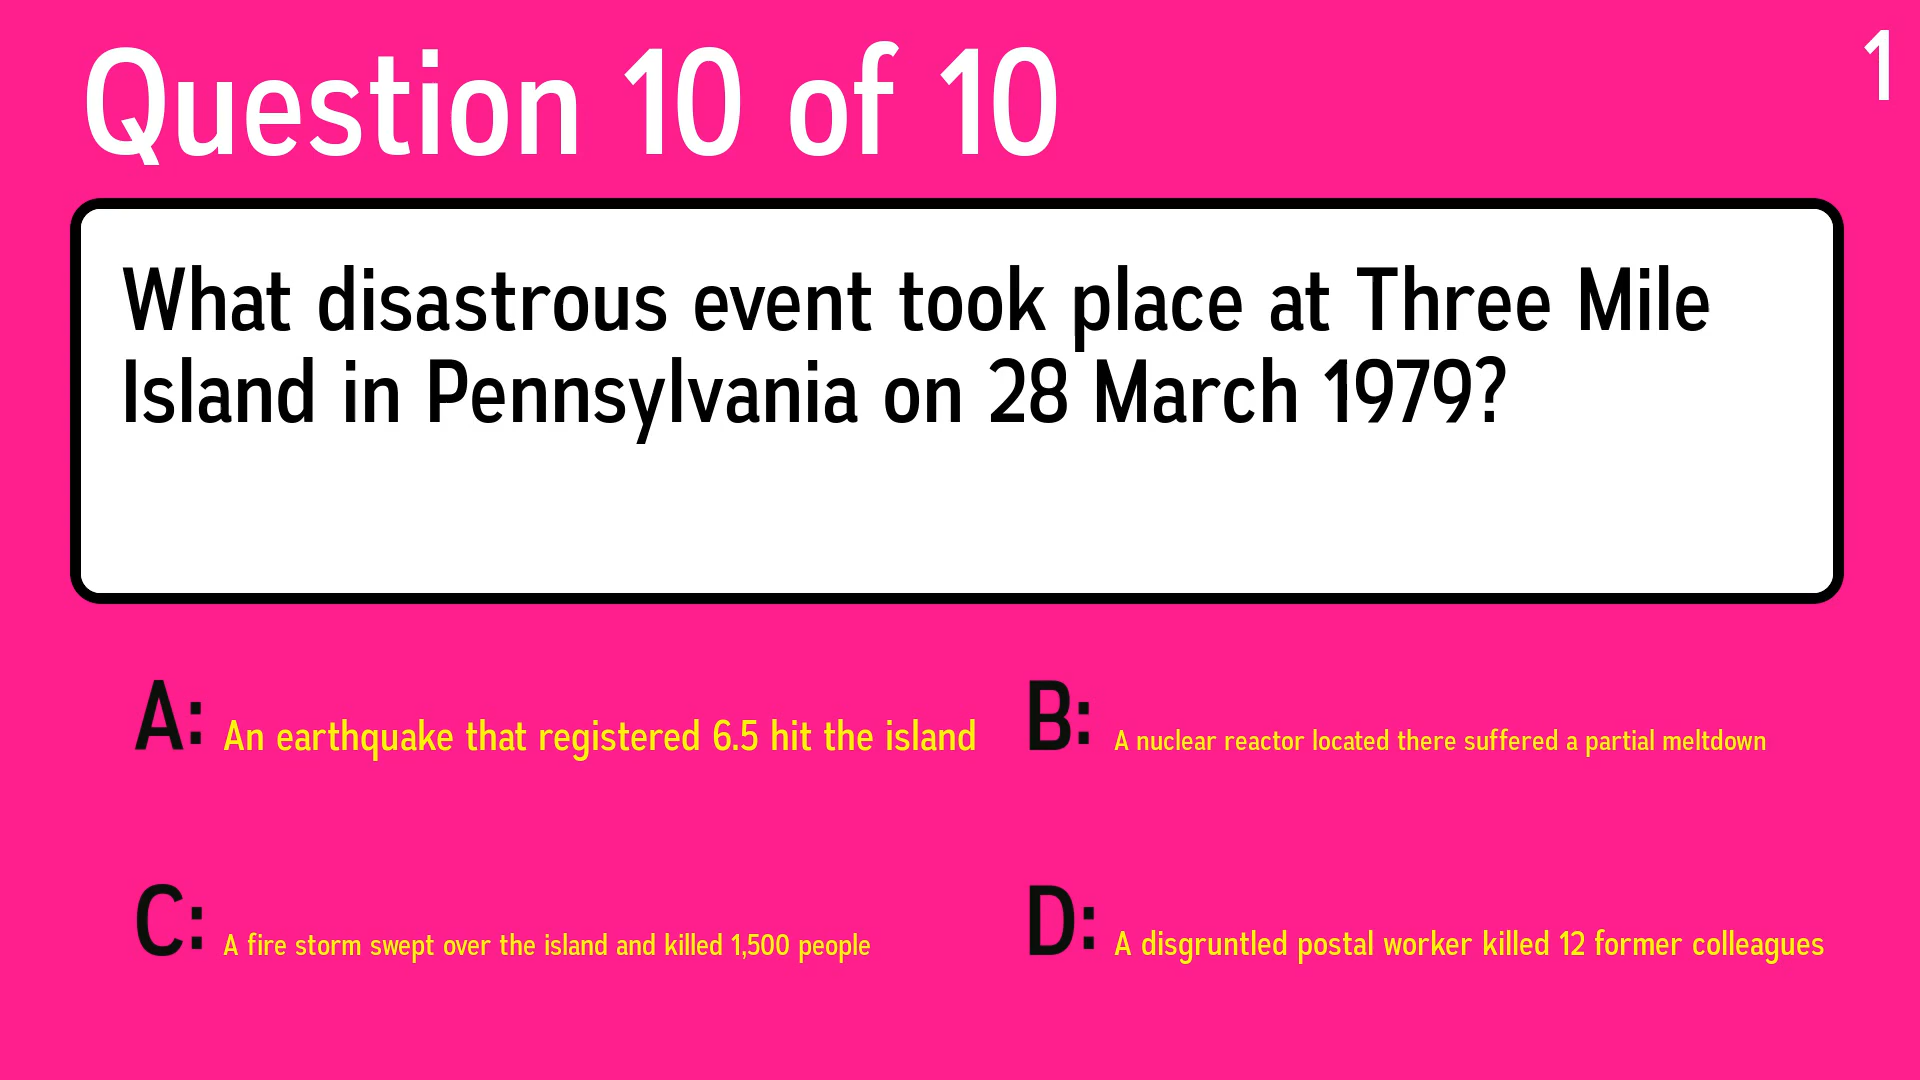 Question 10 of 10
1
What disastrous event took place at Three Mile
Island in Pennsylvania on 28 March 1979?
A: An earthquake that registered 6.5 hit the island
B: A nuclear reactor located there suffered a partial meltdown
C: A fire storm swept over the island and killed 1,500 people
D: A disgruntled postal worker killed 12 former colleagues